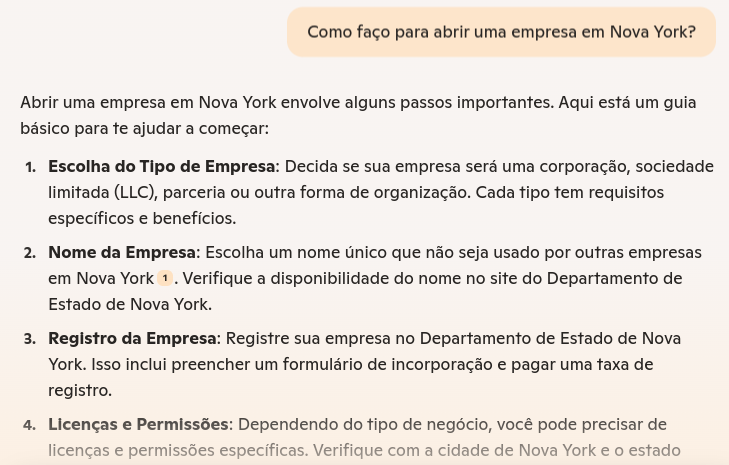 Como faço para abrir uma empresa em Nova York?
Abrir uma empresa em Nova York envolve alguns passos importantes. Aqui está um guia
básico para te ajudar a começar:
1. Escolha do Tipo de Empresa: Decida se sua empresa será uma corporação, sociedade
limitada (LLC), parceria ou outra forma de organização. Cada tipo tem requisitos
específicos e benefícios.
2. Nome da Empresa: Escolha um nome único que não seja usado por outras empresas
em Nova York 1. Verifique a disponibilidade do nome no site do Departamento de
Estado de Nova York.
3. Registro da Empresa: Registre sua empresa no Departamento de Estado de Nova
York. Isso inclui preencher um formulário de incorporação e pagar uma taxa de
registro.
4. Licenças e Permissões: Dependendo do tipo de negócio, você pode precisar de
licenças e permissões específicas. Verifique com a cidade de Nova York e o estado